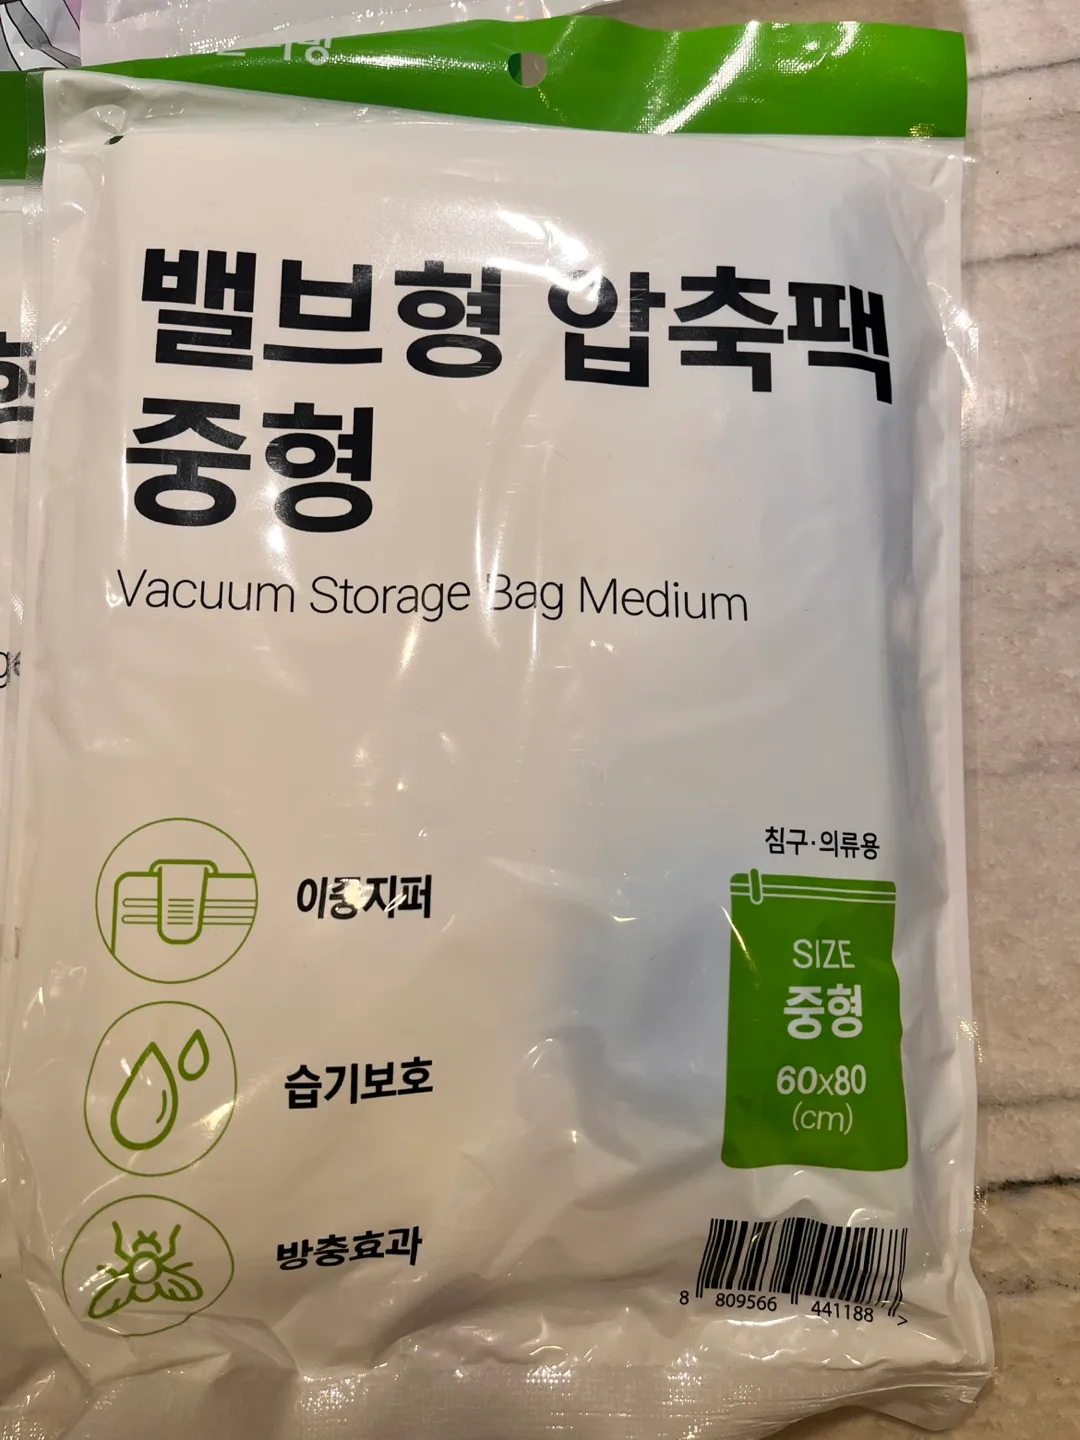 밸브형 압축팩
중형
Vacuum Storage Bag Medium
이중지퍼
습기보호
방충효과
침구·의류용
SIZE
중형
60x80
(cm)
8 809566 441188 >